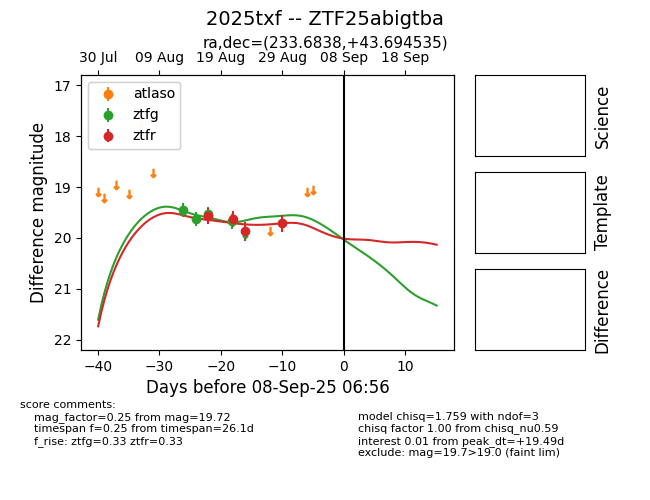 2025txf -- ZTF25abigtba
ra,dec=(233.6838,+43.694535)
30 Jul 09 Aug 19 Aug 29 Aug 08 Sep 18 Sep
17
18
19
20
21
22
Difference magnitude
atlaso
ztfg
ztfr
−40 −30 −20 −10 0 10
Days before 08-Sep-25 06:56
Science
Template
Difference
score comments:
mag_factor=0.25 from mag=19.72
timespan f=0.25 from timespan=26.1d
f_rise: ztfg=0.33 ztfr=0.33
model chisq=1.759 with ndof=3
chisq factor 1.00 from chisq_nu0.59
interest 0.01 from peak_dt=+19.49d
exclude: mag=19.7>19.0 (faint lim)